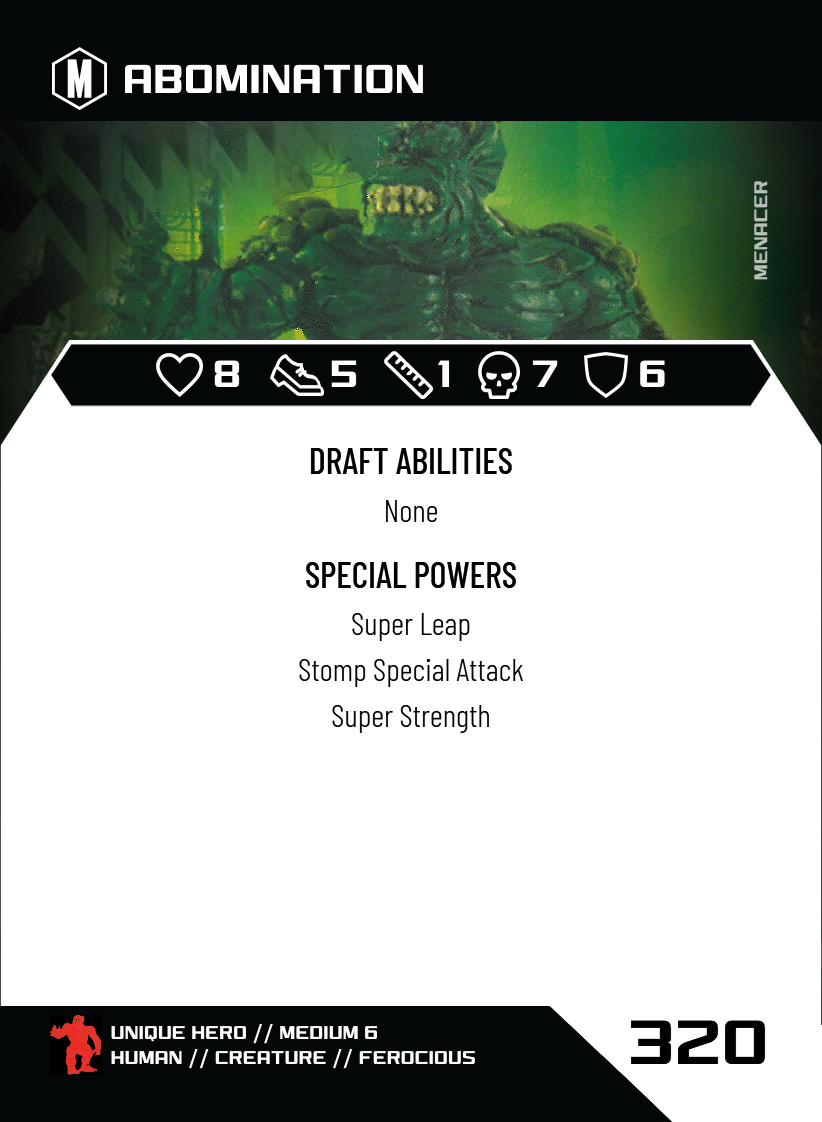 M ABOMINATION
MENACER
8 5 1 7 6
DRAFT ABILITIES
None
SPECIAL POWERS
Super Leap
Stomp Special Attack
Super Strength
UNIQUE HERO // MEDIUM 6
HUMAN // CREATURE // FEROCIOUS
320